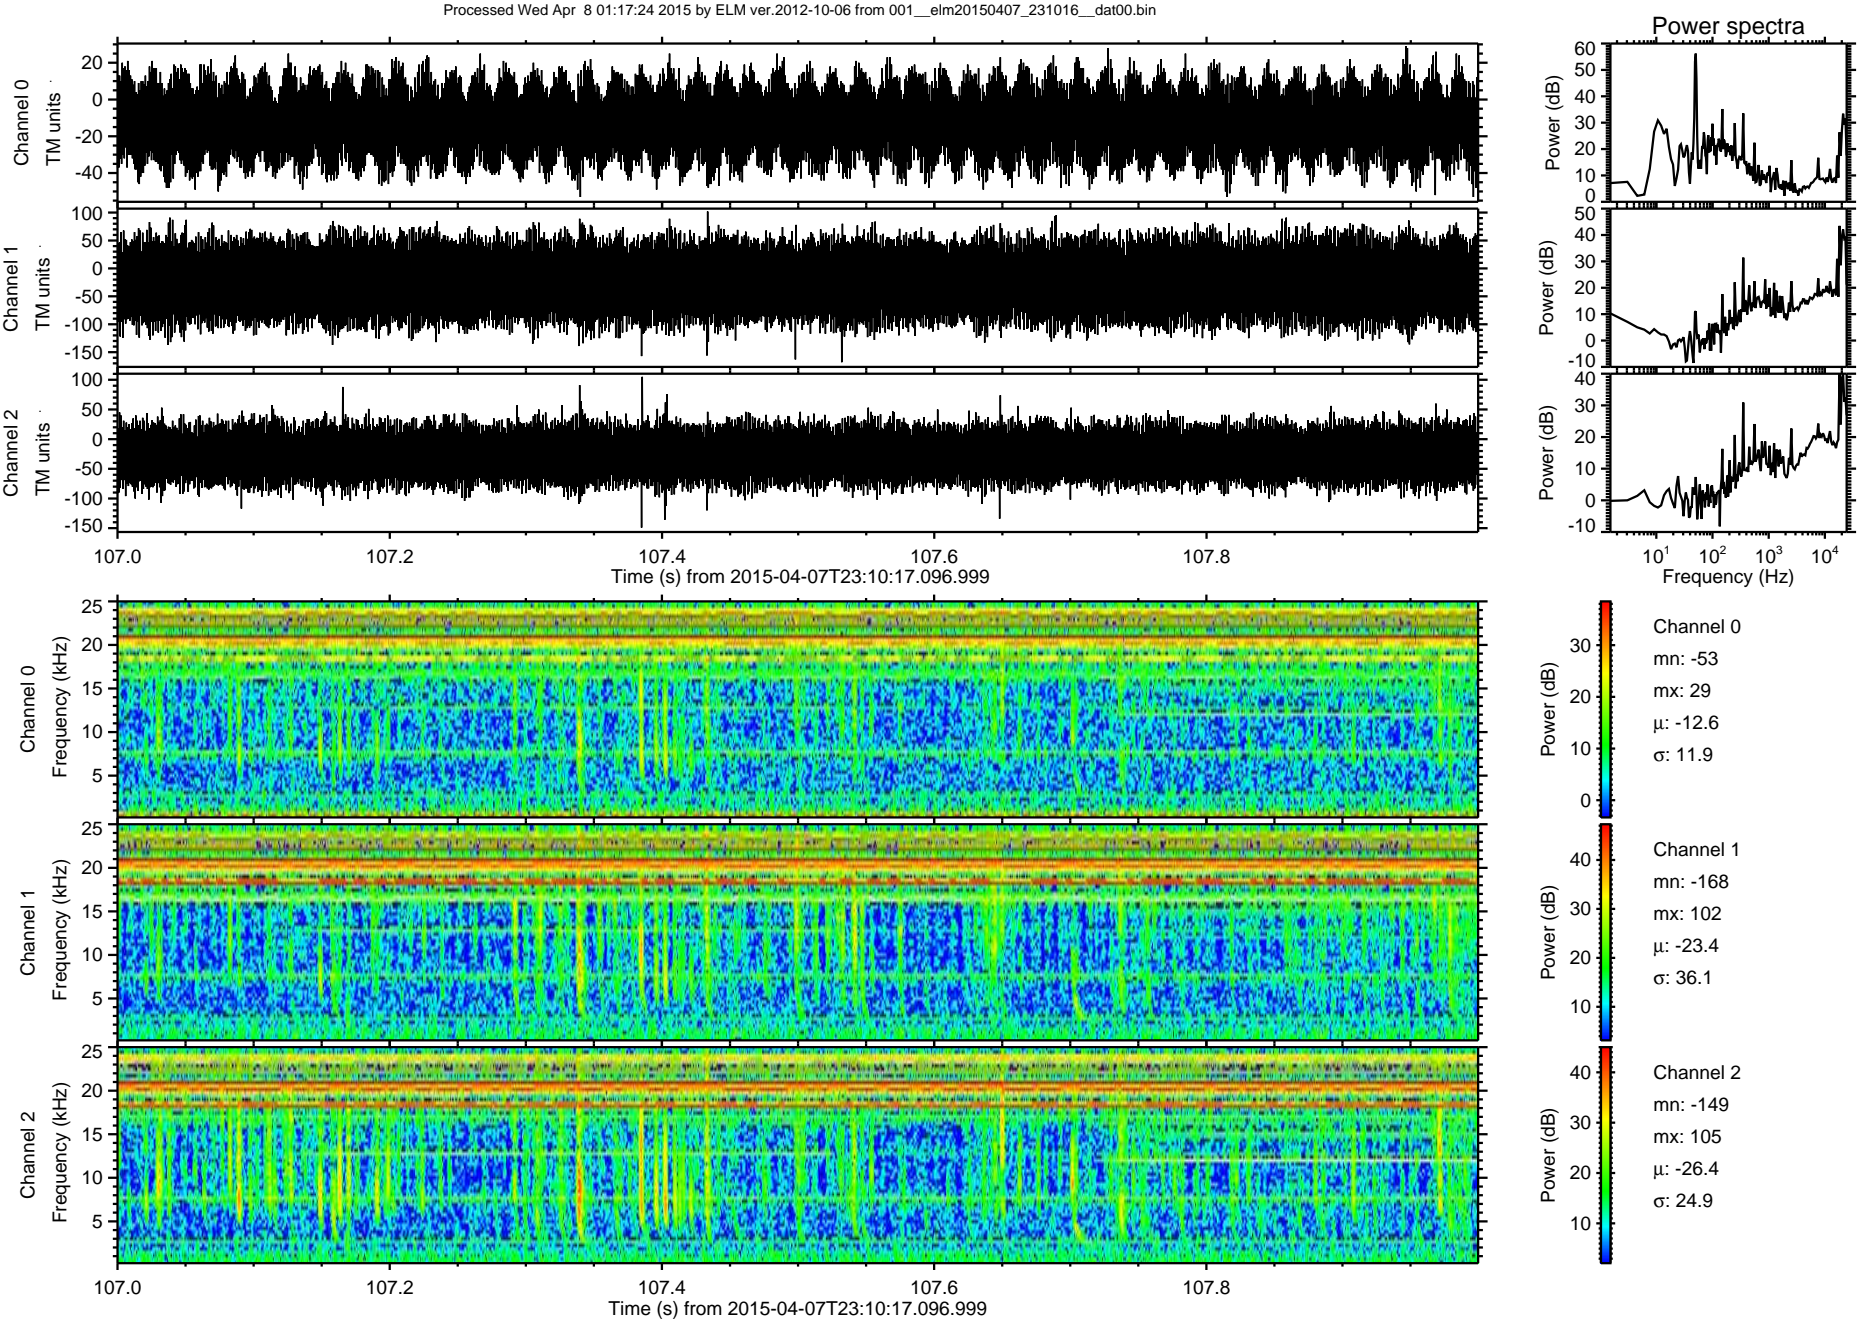 Processed Wed Apr  8 01:17:24 2015 by ELM ver.2012-10-06 from 001__elm20150407_231016__dat00.bin
Power spectra
Channel 0
TM units
20
0
-20
-40
Power (dB)
60
50
40
30
20
10
0
Channel 1
TM units
100
50
0
-50
-100
-150
Power (dB)
50
40
30
20
10
0
-10
Channel 2
TM units
100
50
0
-50
-100
-150
Power (dB)
40
30
20
10
0
-10
107.0 107.2 107.4 107.6 107.8
Time (s) from 2015-04-07T23:10:17.096.999
10¹ 10² 10³ 10⁴
Frequency (Hz)
Channel 0
Frequency (kHz)
25
20
15
10
5
Power (dB)
30
20
10
0
Channel 0
mn: -53
mx: 29
μ: -12.6
σ: 11.9
Channel 1
Frequency (kHz)
25
20
15
10
5
Power (dB)
40
30
20
10
Channel 1
mn: -168
mx: 102
μ: -23.4
σ: 36.1
Channel 2
Frequency (kHz)
25
20
15
10
5
Power (dB)
40
30
20
10
Channel 2
mn: -149
mx: 105
μ: -26.4
σ: 24.9
107.0 107.2 107.4 107.6 107.8
Time (s) from 2015-04-07T23:10:17.096.999